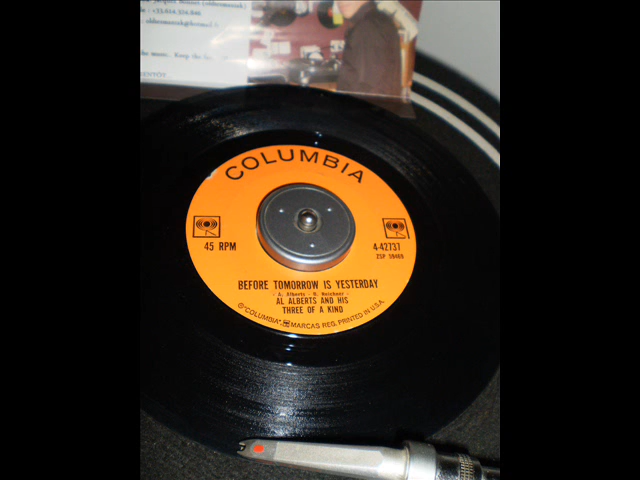 COLUMBIA
45 RPM
4-42737
ZSP 59465
BEFORE TOMORROW IS YESTERDAY
- A. Alberts -
AL ALBERTS AND HIS
THREE OF A KIND
"COLUMBIA", MARCAS REG. PRINTED IN U.S.A.